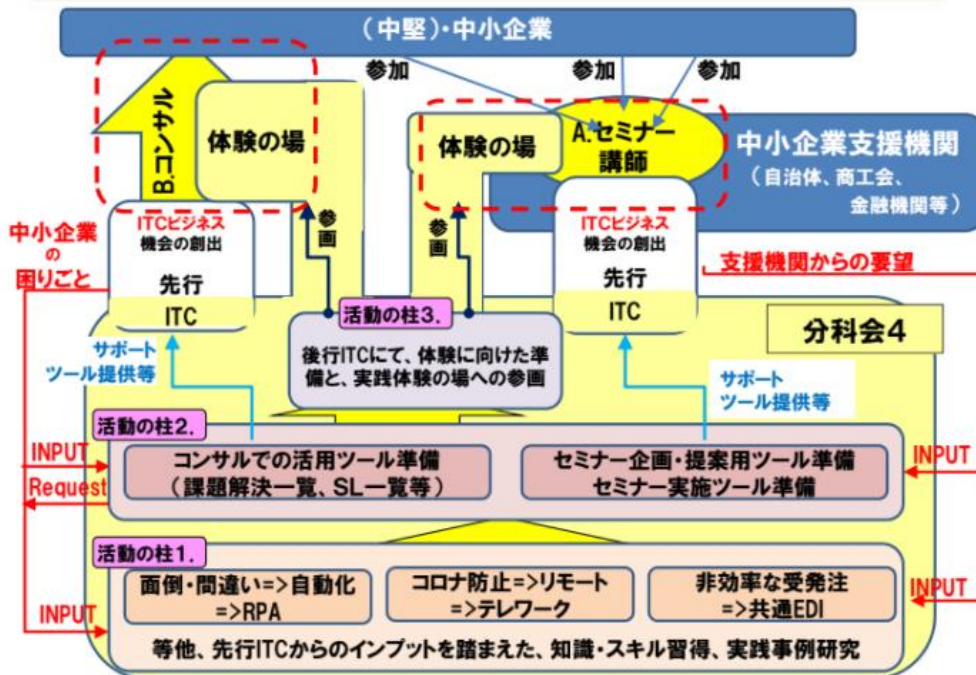 (中堅)・中小企業
参加
参加
参加
B.コンサル
体験の場
体験の場
A.セミナー
講師
中小企業支援機関
(自治体、商工会、
金融機関等)
中小企業
の
困りごと
ITCビジネス
機会の創出
先行
ITC
参画
参画
ITCビジネス
機会の創出
先行
ITC
支援機関からの要望
分科会4
サポート
ツール提供等
活動の柱3.
後行ITCにて、体験に向けた準
備と、実践体験の場への参画
サポート
ツール提供等
活動の柱2.
INPUT
Request
コンサルでの活用ツール準備
(課題解決一覧、SL一覧等)
セミナー企画・提案用ツール準備
セミナー実施ツール準備
INPUT
活動の柱1.
INPUT
面倒・間違い=>自動化
=>RPA
コロナ防止=>リモート
=>テレワーク
非効率な受発注
=>共通EDI
INPUT
等他、先行ITCからのインプットを踏まえた、知識・スキル習得、実践事例研究